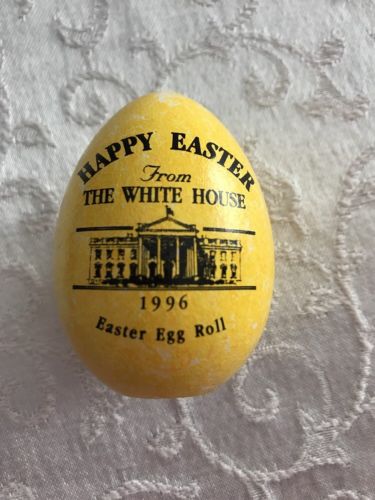 HAPPY EASTER
From
THE WHITE HOUSE
1996
Easter Egg Roll